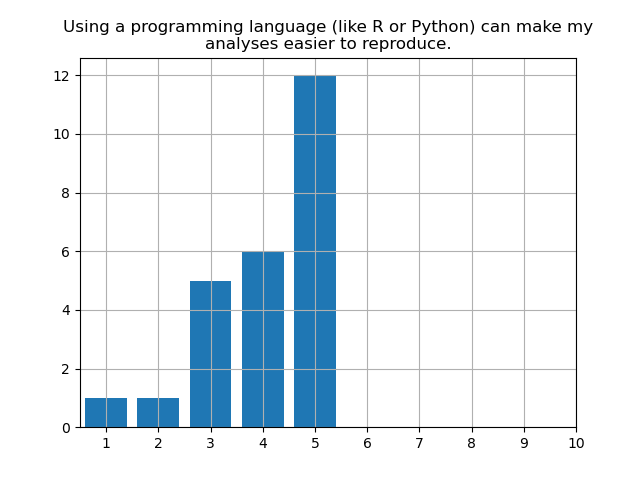 Using a programming language (like R or Python) can make my
analyses easier to reproduce.
12
10
8
6
4
2
0
1 2 3 4 5 6 7 8 9 10